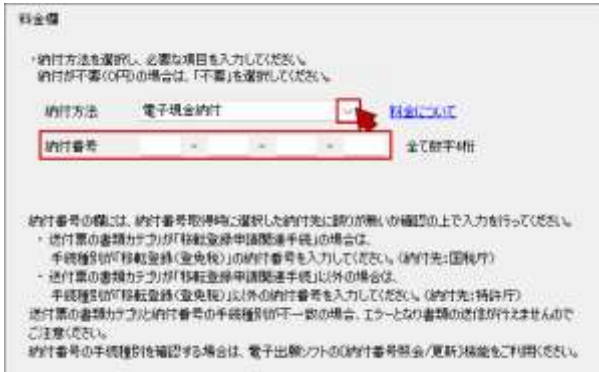 料金欄
・納付方法を選択し、必要な項目を入力してください。
納付が不要(0円)の場合は、「不要」を選択してください。
納付方法 電子現金納付 料金について
納付番号 - - - 全て数字4桁
納付番号の欄には、納付番号取得時に選択した納付先に誤りが無いか確認の上で入力を行ってください。
・送付票の書類カテゴリが「移転登録申請関連手続」の場合は、
手続種別が「移転登録(登免税)」の納付番号を入力してください。(納付先:国税庁)
・送付票の書類カテゴリが「移転登録申請関連手続」以外の場合は、
手続種別が「移転登録(登免税)」以外の納付番号を入力してください。(納付先:特許庁)
送付票の書類カテゴリと納付番号の手続種別が不一致の場合、エラーとなり書類の送信が行えませんので
ご注意ください。
納付番号の手続種別を確認する場合は、電子出願ソフトの[納付番号照会/更新]機能をご利用ください。